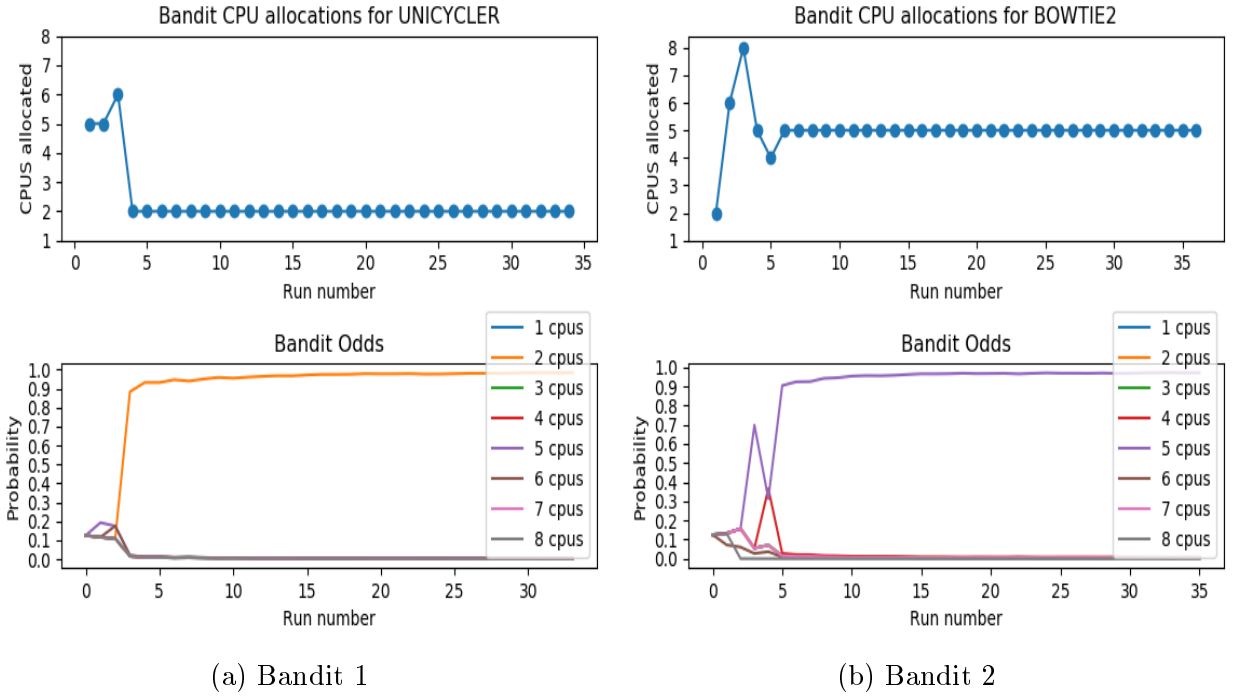 Bandit CPU allocations for UNICYCLER
CPUS allocated
8
7
6
5
4
3
2
1
0 5 10 15 20 25 30 35
Run number
Bandit Odds
Probability
1.0
0.9
0.8
0.7
0.6
0.5
0.4
0.3
0.2
0.1
0.0
0 5 10 15 20 25 30
Run number
1 cpus
2 cpus
3 cpus
4 cpus
5 cpus
6 cpus
7 cpus
8 cpus
(a) Bandit 1
Bandit CPU allocations for BOWTIE2
CPUS allocated
8
7
6
5
4
3
2
1
0 5 10 15 20 25 30 35
Run number
Bandit Odds
Probability
1.0
0.9
0.8
0.7
0.6
0.5
0.4
0.3
0.2
0.1
0.0
0 5 10 15 20 25 30 35
Run number
1 cpus
2 cpus
3 cpus
4 cpus
5 cpus
6 cpus
7 cpus
8 cpus
(b) Bandit 2